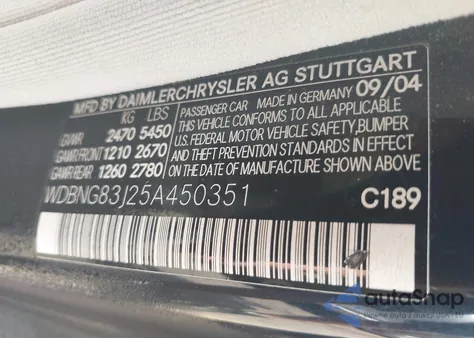 MFD BY DAIMLERCHRYSLER AG STUTTGART
KG LBS
GVWR 2470 5450
GAWR FRONT 1210 2670
GAWR REAR 1260 2780
PASSENGER CAR MADE IN GERMANY 09/04
THIS VEHICLE CONFORMS TO ALL APPLICABLE
U.S. FEDERAL MOTOR VEHICLE SAFETY, BUMPER
AND THEFT PREVENTION STANDARDS IN EFFECT
ON THE DATE OF MANUFACTURE SHOWN ABOVE
WDBNG83J25A450351
C189
autoSnap